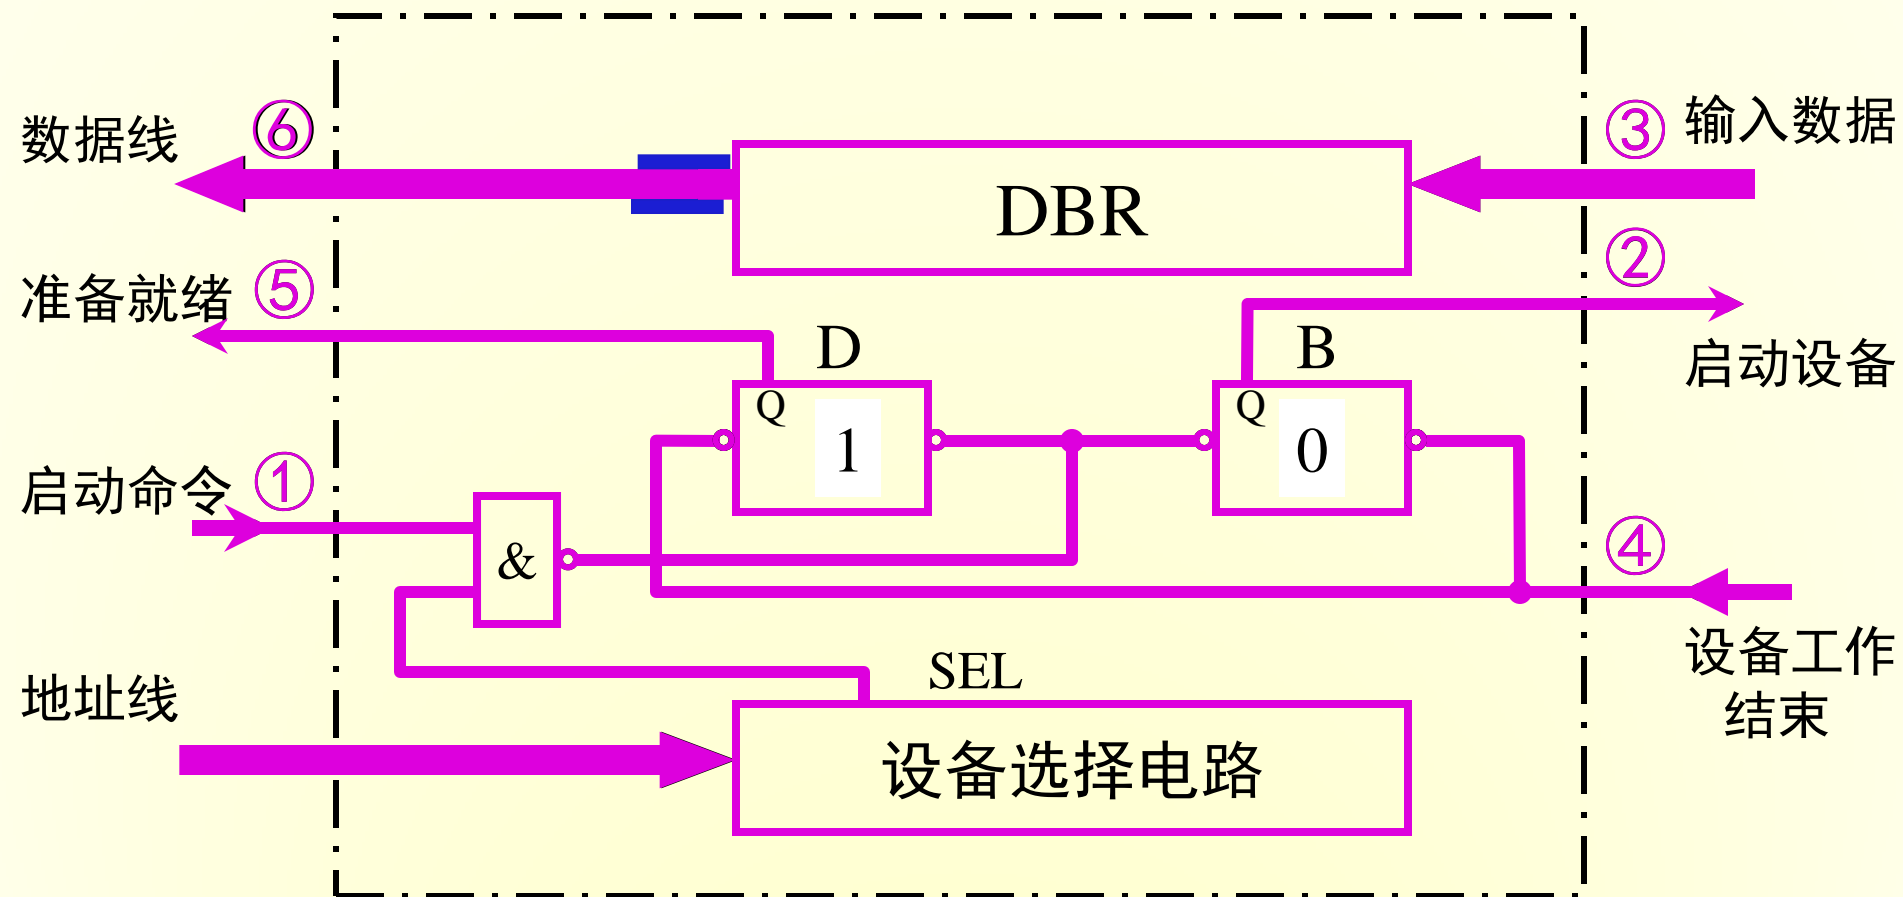 数据线
⑥
③
输入数据
DBR
②
准备就绪
⑤
D
B
启动设备
Q
1
Q
0
启动命令
①
&
④
设备工作
结束
SEL
地址线
设备选择电路